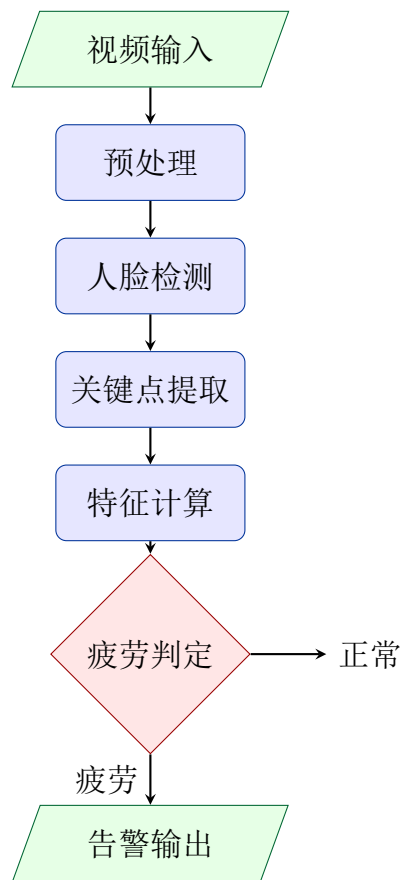 视频输入
预处理
人脸检测
关键点提取
特征计算
疲劳判定
正常
疲劳
告警输出